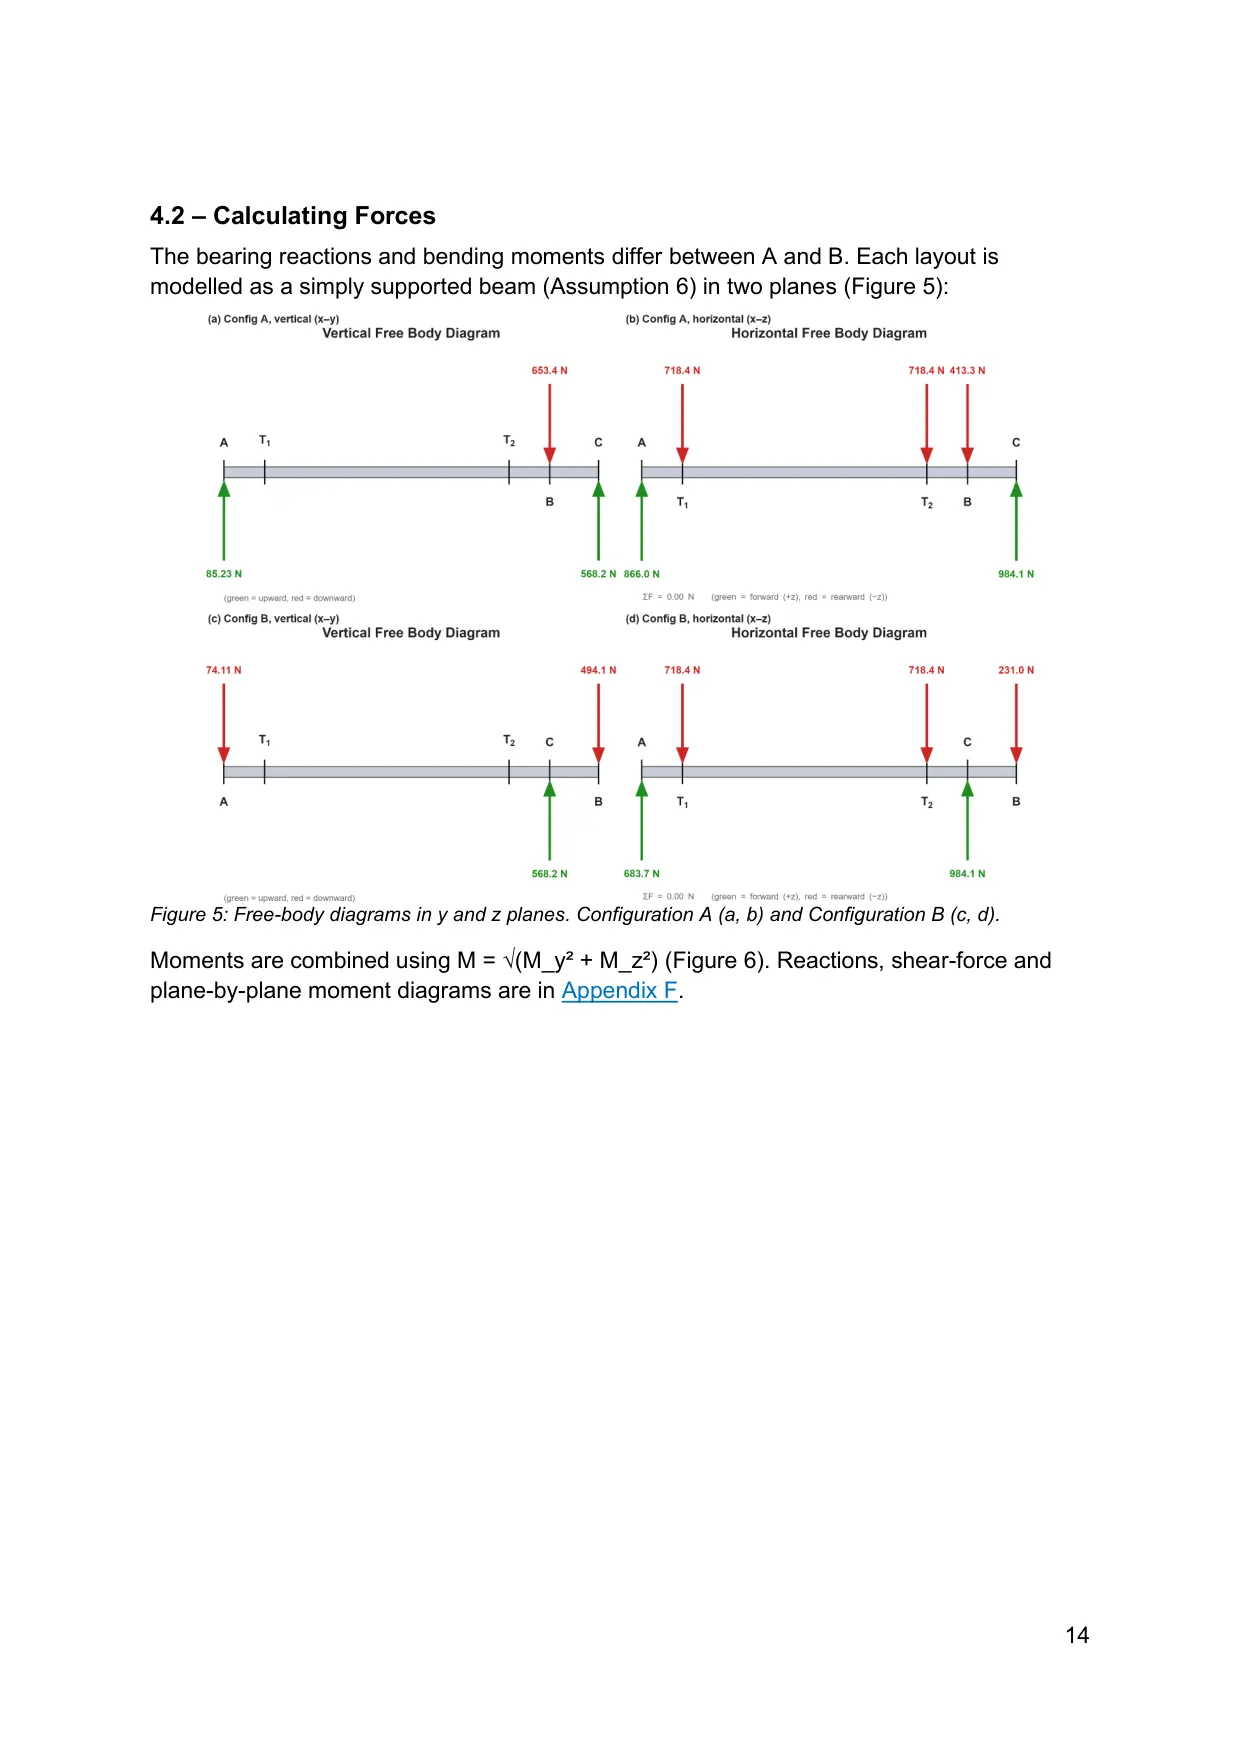 4.2 – Calculating Forces
The bearing reactions and bending moments differ between A and B. Each layout is
modelled as a simply supported beam (Assumption 6) in two planes (Figure 5):
(a) Config A, vertical (x–y)
Vertical Free Body Diagram
653.4 N
A T₁ T₂ C
B
85.23 N 568.2 N
(green = upward, red = downward)
(b) Config A, horizontal (x–z)
Horizontal Free Body Diagram
718.4 N 718.4 N 413.3 N
A C
T₁ T₂ B
866.0 N 984.1 N
ΣF = 0.00 N (green = forward (+z), red = rearward (−z))
(c) Config B, vertical (x–y)
Vertical Free Body Diagram
74.11 N 494.1 N
T₁ T₂ C
A B
568.2 N
(green = upward, red = downward)
(d) Config B, horizontal (x–z)
Horizontal Free Body Diagram
718.4 N 718.4 N 231.0 N
A C
T₁ T₂ B
683.7 N 984.1 N
ΣF = 0.00 N (green = forward (+z), red = rearward (−z))
Figure 5: Free-body diagrams in y and z planes. Configuration A (a, b) and Configuration B (c, d).
Moments are combined using M = √(M_y² + M_z²) (Figure 6). Reactions, shear-force and
plane-by-plane moment diagrams are in Appendix F.
14